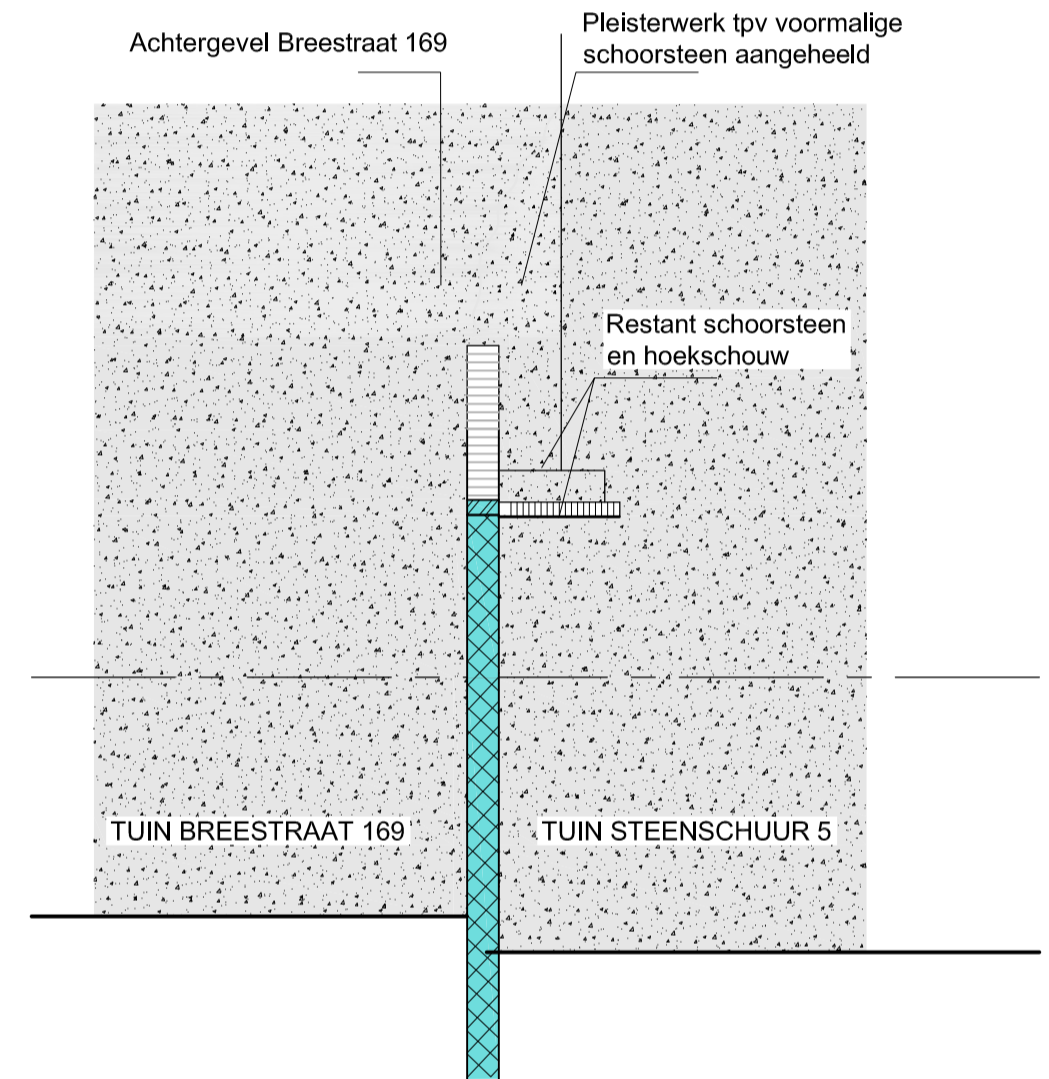 Achtergevel Breestraat 169
Pleisterwerk tpv voormalige
schoorsteen aangeheeld
Restant schoorsteen
en hoekschouw
TUIN BREESTRAAT 169
TUIN STEENSCHUUR 5